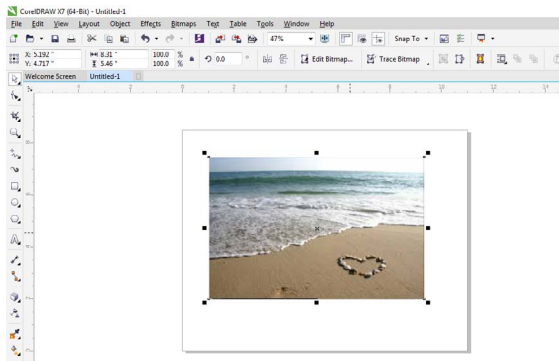 CorelDRAW X7 (64-Bit) - Untitled-1
File Edit View Layout Object Effects Bitmaps Text Table Tools Window Help
47% Snap To
X: 5.192 " 8.31 " 100.0 % 0.0 ° Edit Bitmap... Trace Bitmap
Y: 4.717 " 5.46 " 100.0 %
Welcome Screen Untitled-1